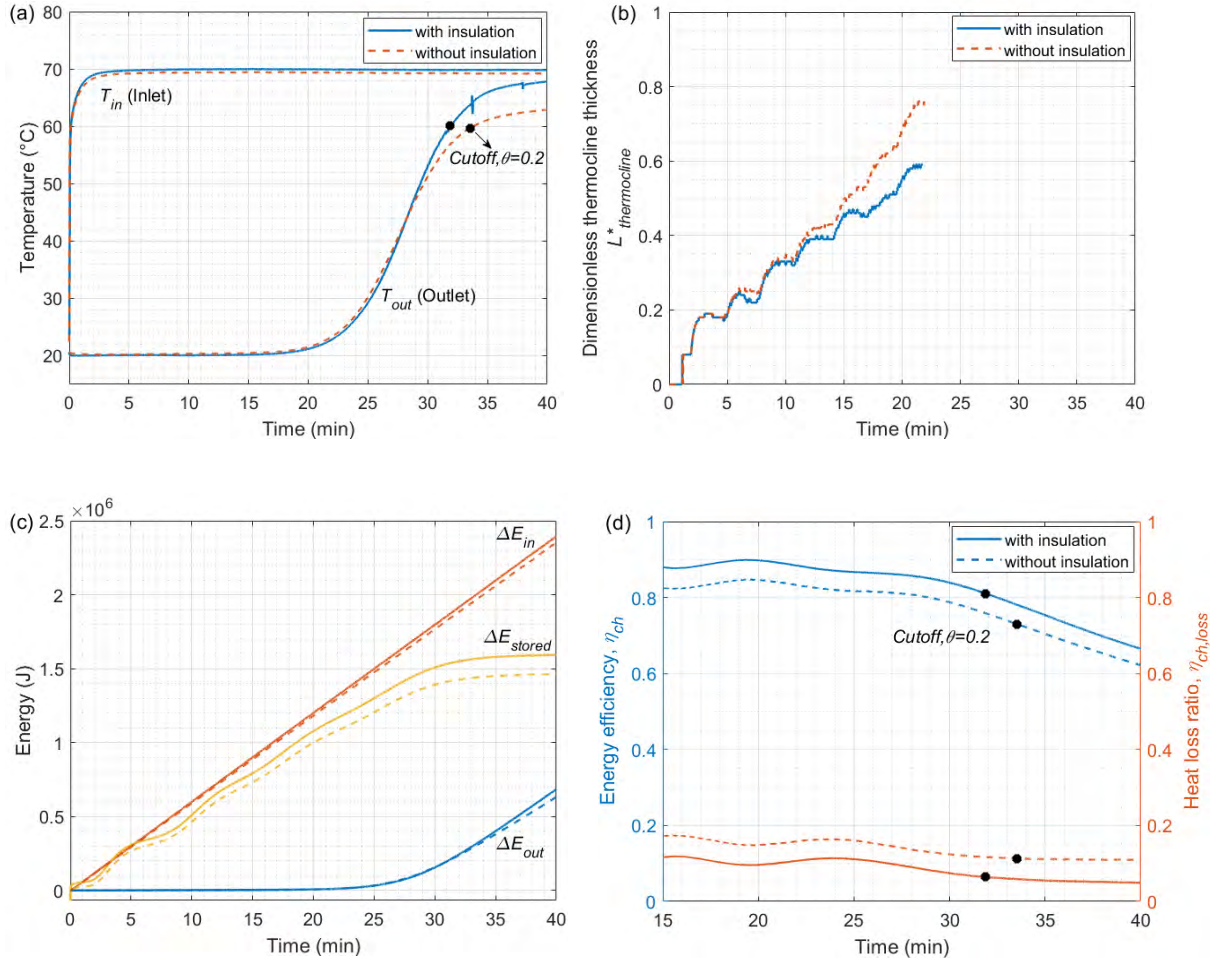 (a)
80
70
60
50
40
30
20
Temperature (°C)
with insulation
without insulation
T_in (Inlet)
Cutoff,θ=0.2
T_out (Outlet)
0 5 10 15 20 25 30 35 40
Time (min)
(b)
1
0.8
0.6
0.4
0.2
0
Dimensionless thermocline thickness
L*_thermocline
with insulation
without insulation
0 5 10 15 20 25 30 35 40
Time (min)
(c)
×10^6
2.5
2
1.5
1
0.5
0
Energy (J)
ΔE_in
ΔE_stored
ΔE_out
0 5 10 15 20 25 30 35 40
Time (min)
(d)
1
0.8
0.6
0.4
0.2
0
Energy efficiency, η_ch
with insulation
without insulation
Cutoff,θ=0.2
1
0.8
0.6
0.4
0.2
0
Heat loss ratio, η_ch,loss
15 20 25 30 35 40
Time (min)